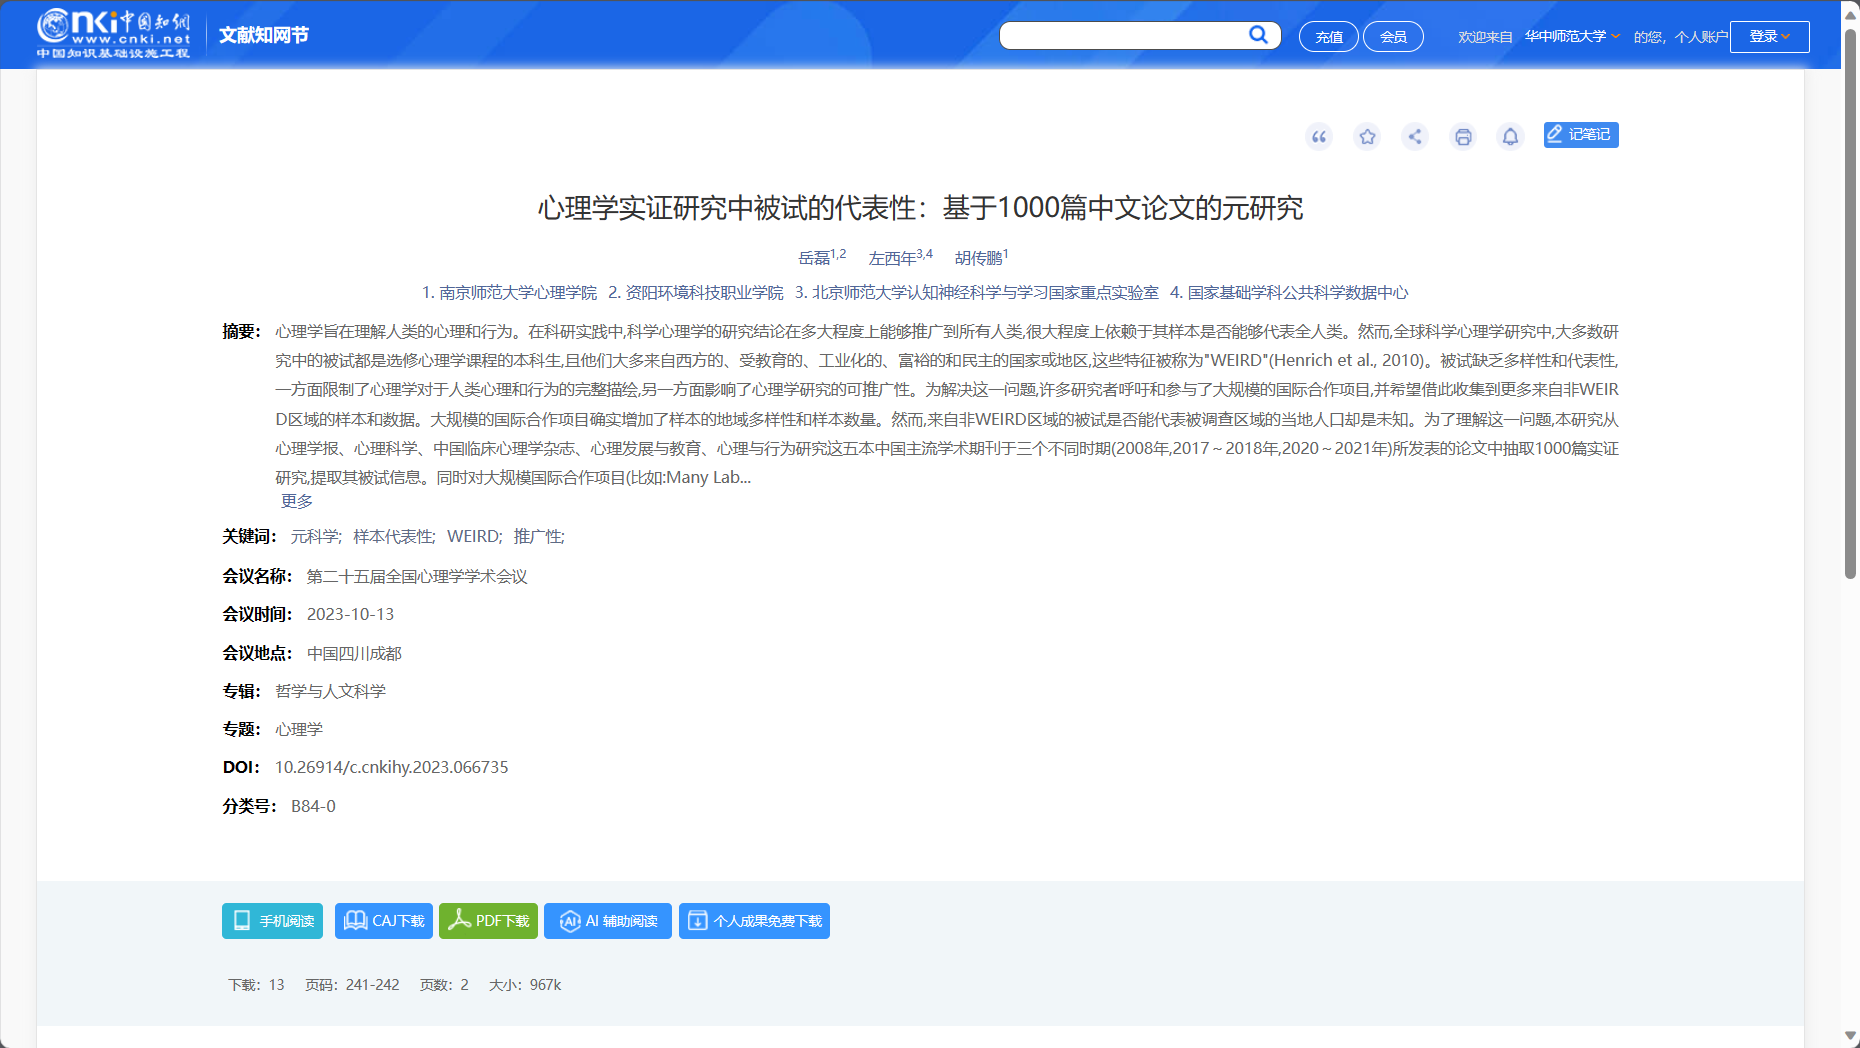 Cnki中国知网
www.cnki.net
中国知识基础设施工程
文献知网节
充值
会员
欢迎来自 华中师范大学 的您，个人账户
登录
记笔记
心理学实证研究中被试的代表性：基于1000篇中文论文的元研究
岳磊1,2 左西年3,4 胡传鹏1
1. 南京师范大学心理学院 2. 资阳环境科技职业学院 3. 北京师范大学认知神经科学与学习国家重点实验室 4. 国家基础学科公共科学数据中心
摘要： 心理学旨在理解人类的心理和行为。在科研实践中,科学心理学的研究结论在多大程度上能够推广到所有人类,很大程度上依赖于其样本是否能够代表全人类。然而,全球科学心理学研究中,大多数研
究中的被试都是选修心理学课程的本科生,且他们大多来自西方的、受教育的、工业化的、富裕的和民主的国家或地区,这些特征被称为"WEIRD"(Henrich et al., 2010)。被试缺乏多样性和代表性,
一方面限制了心理学对于人类心理和行为的完整描绘,另一方面影响了心理学研究的可推广性。为解决这一问题,许多研究者呼吁和参与了大规模的国际合作项目,并希望借此收集到更多来自非WEIR
D区域的样本和数据。大规模的国际合作项目确实增加了样本的地域多样性和样本数量。然而,来自非WEIRD区域的被试是否能代表被调查区域的当地人口却是未知。为了理解这一问题,本研究从
心理学报、心理科学、中国临床心理学杂志、心理发展与教育、心理与行为研究这五本中国主流学术期刊于三个不同时期(2008年,2017～2018年,2020～2021年)所发表的论文中抽取1000篇实证
研究,提取其被试信息。同时对大规模国际合作项目(比如:Many Lab...
更多
关键词： 元科学; 样本代表性; WEIRD; 推广性;
会议名称： 第二十五届全国心理学学术会议
会议时间： 2023-10-13
会议地点： 中国四川成都
专辑： 哲学与人文科学
专题： 心理学
DOI： 10.26914/c.cnkihy.2023.066735
分类号： B84-0
手机阅读
CAJ下载
PDF下载
AI AI 辅助阅读
个人成果免费下载
下载：13 页码：241-242 页数：2 大小：967k